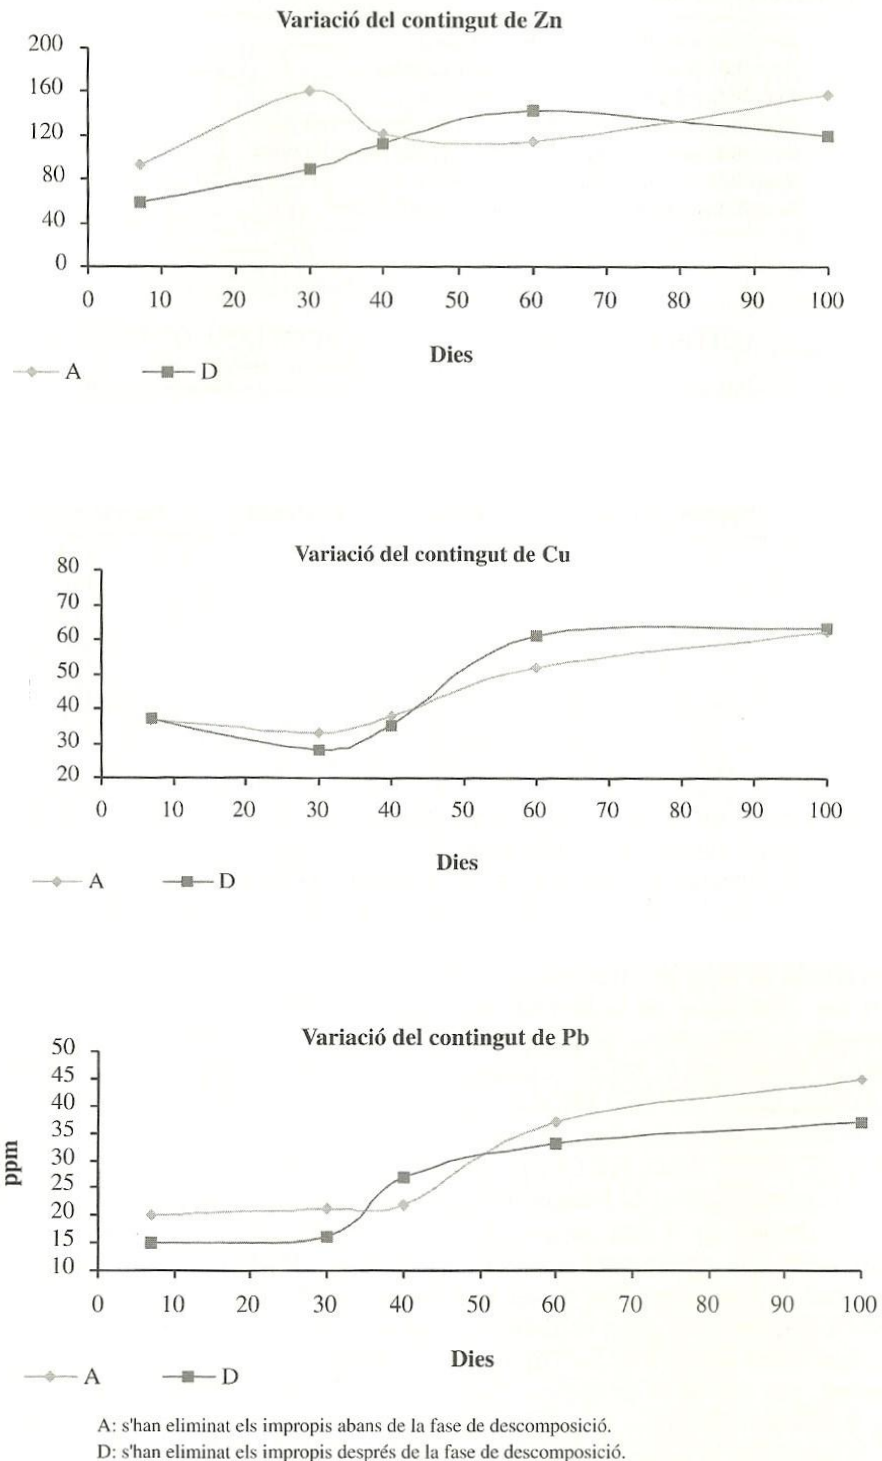 Variació del contingut de Zn
200
160
120
80
40
0
0 10 20 30 40 50 60 70 80 90 100
Dies
A D
Variació del contingut de Cu
80
70
60
50
40
30
20
0 10 20 30 40 50 60 70 80 90 100
Dies
A D
Variació del contingut de Pb
50
45
40
35
30
25
20
15
10
ppm
0 10 20 30 40 50 60 70 80 90 100
Dies
A D
A: s'han eliminat els impropis abans de la fase de descomposició.
D: s'han eliminat els impropis després de la fase de descomposició.